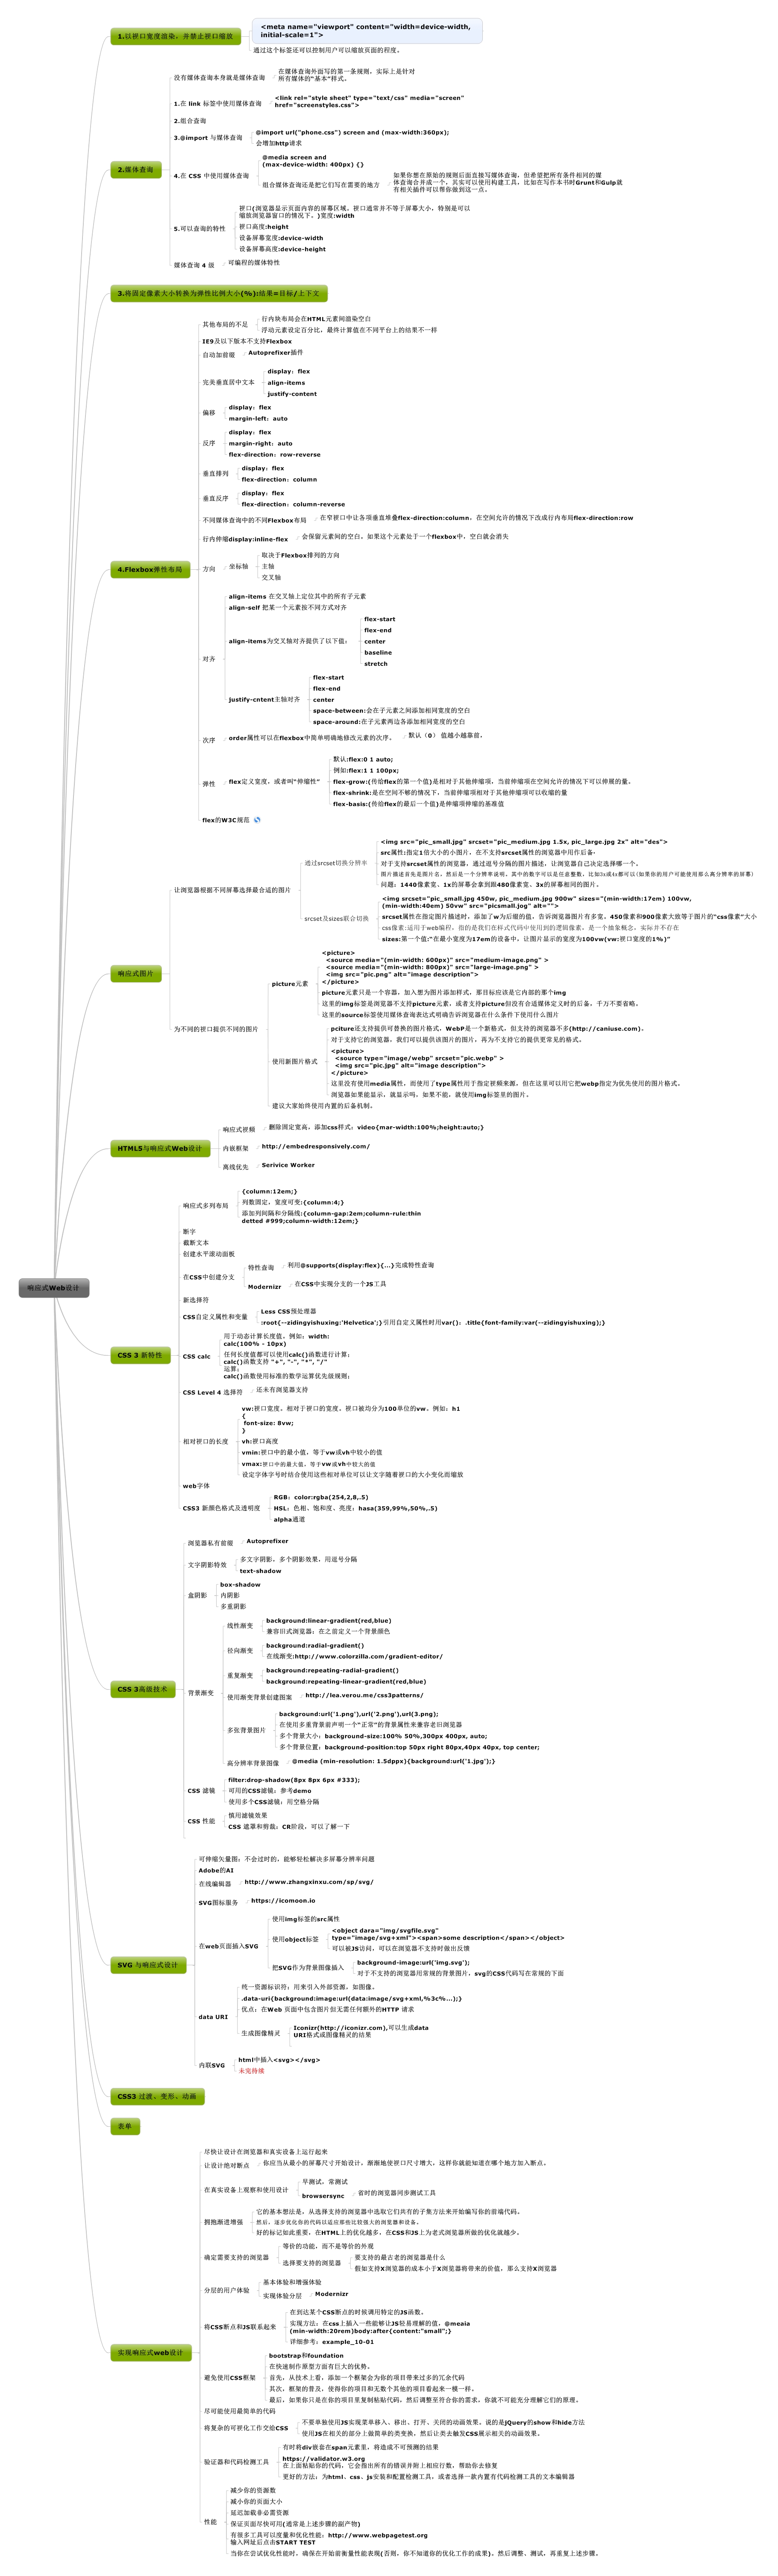 1.以视口宽度渲染，并禁止视口缩放
<meta name="viewport" content="width=device-width,
initial-scale=1">
通过这个标签还可以控制用户可以缩放页面的程度。
2.媒体查询
没有媒体查询本身就是媒体查询
在媒体查询外面写的第一条规则，实际上是针对
所有媒体的“基本”样式。
1.在 link 标签中使用媒体查询
<link rel="style sheet" type="text/css" media="screen"
href="screenstyles.css">
2.组合查询
3.@import 与媒体查询
@import url("phone.css") screen and (max-width:360px);
会增加http请求
4.在 CSS 中使用媒体查询
@media screen and
(max-device-width: 400px) {}
组合媒体查询还是把它们写在需要的地方
如果你想在原始的规则后面直接写媒体查询，但希望把所有条件相同的媒
体查询合并成一个，其实可以使用构建工具，比如在写作本书时Grunt和Gulp就
有相关插件可以帮你做到这一点。
5.可以查询的特性
视口(浏览器显示页面内容的屏幕区域。视口通常并不等于屏幕大小，特别是可以
缩放浏览器窗口的情况下。)宽度:width
视口高度:height
设备屏幕宽度:device-width
设备屏幕高度:device-height
媒体查询 4 级
可编程的媒体特性
3.将固定像素大小转换为弹性比例大小(%):结果=目标/上下文
4.Flexbox弹性布局
其他布局的不足
行内块布局会在HTML元素间渲染空白
浮动元素设定百分比，最终计算值在不同平台上的结果不一样
IE9及以下版本不支持Flexbox
自动加前缀
Autoprefixer插件
完美垂直居中文本
display：flex
align-items
justify-content
偏移
display：flex
margin-left：auto
反序
display：flex
margin-right：auto
flex-direction：row-reverse
垂直排列
display：flex
flex-direction：column
垂直反序
display：flex
flex-direction：column-reverse
不同媒体查询中的不同Flexbox布局
在窄视口中让各项垂直堆叠flex-direction:column，在空间允许的情况下改成行内布局flex-direction:row
行内伸缩display:inline-flex
会保留元素间的空白，如果这个元素处于一个flexbox中，空白就会消失
方向
坐标轴
取决于Flexbox排列的方向
主轴
交叉轴
对齐
align-items 在交叉轴上定位其中的所有子元素
align-self 把某一个元素按不同方式对齐
align-items为交叉轴对齐提供了以下值：
flex-start
flex-end
center
baseline
stretch
justify-cntent主轴对齐
flex-start
flex-end
center
space-between:会在子元素之间添加相同宽度的空白
space-around:在子元素两边各添加相同宽度的空白
次序
order属性可以在flexbox中简单明确地修改元素的次序。
默认（0） 值越小越靠前。
弹性
flex定义宽度，或者叫“伸缩性”
默认:flex:0 1 auto;
例如:flex:1 1 100px;
flex-grow:(传给flex的第一个值)是相对于其他伸缩项，当前伸缩项在空间允许的情况下可以伸展的量。
flex-shrink:是在空间不够的情况下，当前伸缩项相对于其他伸缩项可以收缩的量
flex-basis:(传给flex的最后一个值)是伸缩项伸缩的基准值
flex的W3C规范
响应式图片
让浏览器根据不同屏幕选择最合适的图片
通过srcset切换分辨率
<img src="pic_small.jpg" srcset="pic_medium.jpg 1.5x, pic_large.jpg 2x" alt="des">
src属性:指定1倍大小的小图片，在不支持srcset属性的浏览器中用作后备·
对于支持srcset属性的浏览器，通过逗号分隔的图片描述，让浏览器自己决定选择哪一个。
图片描述首先是图片名，然后是一个分辨率说明，其中的数字可以是任意整数，比如3x或4x都可以(如果你的用户可能使用那么高分辨率的屏幕)
问题：1440像素宽、1x的屏幕会拿到跟480像素宽、3x的屏幕相同的图片。
srcset及sizes联合切换
<img srcset="pic_small.jpg 450w, pic_medium.jpg 900w" sizes="(min-width:17em) 100vw,
(min-width:40em) 50vw" src="picsmall.jpg" alt="">
srcset属性在指定图片描述时，添加了w为后缀的值，告诉浏览器图片有多宽，450像素和900像素大致等于图片的“css像素”大小
css像素:适用于web编程，指的是我们在样式代码中使用到的逻辑像素，是一个抽象概念，实际并不存在
sizes:第一个值:“在最小宽度为17em的设备中，让图片显示的宽度为100vw(vw:视口宽度的1%)”
为不同的视口提供不同的图片
picture元素
<picture>
<source media="(min-width: 600px)" src="medium-image.png" >
<source media="(min-width: 800px)" src="large-image.png" >
<img src="pic.png" alt="image description">
</picture>
picture元素只是一个容器，加入想为图片添加样式，那目标应该是它内部的那个img
这里的img标签是浏览器不支持picture元素，或者支持picture但没有合适媒体定义时的后备，千万不要省略。
这里的source标签使用媒体查询表达式明确告诉浏览器在什么条件下使用什么图片
使用新图片格式
pciture还支持提供可替换的图片格式，WebP是一个新格式，但支持的浏览器不多(http://caniuse.com)。
对于支持它的浏览器，我们可以提供该图片的图片，再为不支持它的提供更常见的格式。
<picture>
<source type="image/webp" srcset="pic.webp" >
<img src="pic.jpg" alt="image description">
</picture>
这里没有使用media属性，而使用了type属性用于指定视频来源，但在这里可以用它把webp指定为优先使用的图片格式。
浏览器如果能显示，就显示吗，如果不能，就使用img标签里的图片。
建议大家始终使用内置的后备机制。
HTML5与响应式Web设计
响应式视频
删除固定宽高，添加css样式：video{mar-width:100%;height:auto;}
内嵌框架
http://embedresponsively.com/
离线优先
Serivice Worker
响应式Web设计
CSS 3 新特性
响应式多列布局
{column:12em;}
列数固定，宽度可变:{column:4;}
添加列间隔和分隔线:{column-gap:2em;column-rule:thin
detted #999;column-width:12em;}
断字
截断文本
创建水平滚动面板
在CSS中创建分支
特性查询
利用@supports(display:flex){...}完成特性查询
Modernizr
在CSS中实现分支的一个JS工具
新选择符
CSS自定义属性和变量
Less CSS预处理器
:root{--zidingyishuxing:'Helvetica';}引用自定义属性时用var()：.title{font-family:var(--zidingyishuxing);}
CSS calc
用于动态计算长度值。例如：width:
calc(100% - 10px)
任何长度值都可以使用calc()函数进行计算；
calc()函数支持 "+", "-", "*", "/"
运算；
calc()函数使用标准的数学运算优先级规则；
CSS Level 4 选择符
还未有浏览器支持
相对视口的长度
vw:视口宽度。相对于视口的宽度。视口被均分为100单位的vw。例如：h1
{
font-size: 8vw;
}
vh:视口高度
vmin:视口中的最小值，等于vw或vh中较小的值
vmax:视口中的最大值，等于vw或vh中较大的值
设定字体字号时结合使用这些相对单位可以让文字随着视口的大小变化而缩放
web字体
CSS3 新颜色格式及透明度
RGB：color:rgba(254,2,8,.5)
HSL：色相、饱和度、亮度：hasa(359,99%,50%,.5)
alpha通道
CSS 3高级技术
浏览器私有前缀
Autoprefixer
文字阴影特效
多文字阴影，多个阴影效果，用逗号分隔
text-shadow
盒阴影
box-shadow
内阴影
多重阴影
背景渐变
线性渐变
background:linear-gradient(red,blue)
兼容旧式浏览器：在之前定义一个背景颜色
径向渐变
background:radial-gradient()
在线渐变:http://www.colorzilla.com/gradient-editor/
重复渐变
background:repeating-radial-gradient()
background:repeating-linear-gradient(red,blue)
使用渐变背景创建图案
http://lea.verou.me/css3patterns/
多张背景图片
background:url('1.png'),url('2.png'),url(3.png);
在使用多重背景前声明一个“正常”的背景属性来兼容老旧浏览器
多个背景大小：background-size:100% 50%,300px 400px, auto;
多个背景位置：background-position:top 50px right 80px,40px 40px, top center;
高分辨率背景图像
@media (min-resolution: 1.5dppx){background:url('1.jpg');}
CSS 滤镜
filter:drop-shadow(8px 8px 6px #333);
可用的CSS滤镜：参考demo
使用多个CSS滤镜：用空格分隔
CSS 性能
慎用滤镜效果
CSS 遮罩和剪裁：CR阶段，可以了解一下
SVG 与响应式设计
可伸缩矢量图：不会过时的，能够轻松解决多屏幕分辨率问题
Adobe的AI
在线编辑器
http://www.zhangxinxu.com/sp/svg/
SVG图标服务
https://icomoon.io
在web页面插入SVG
使用img标签的src属性
使用object标签
<object dara="img/svgfile.svg"
type="image/svg+xml"><span>some description</span></object>
可以被JS访问，可以在浏览器不支持时做出反馈
把SVG作为背景图像插入
background-image:url('img.svg');
对于不支持的浏览器用常规的背景图片，svg的CSS代码写在常规的下面
data URI
统一资源标识符：用来引入外部资源，如图像。
.data-uri{background:image:url(data:image/svg+xml,%3c%...);}
优点：在Web 页面中包含图片但无需任何额外的HTTP 请求
生成图像精灵
Iconizr(http://iconizr.com),可以生成data
URI格式或图像精灵的结果
内联SVG
html中插入<svg></svg>
未完待续
CSS3 过渡、变形、动画
表单
实现响应式web设计
尽快让设计在浏览器和真实设备上运行起来
让设计绝对断点
你应当从最小的屏幕尺寸开始设计，渐渐地使视口尺寸增大，这样你就能知道在哪个地方加入断点。
在真实设备上观察和使用设计
早测试，常测试
browsersync
省时的浏览器同步测试工具
拥抱渐进增强
它的基本想法是，从选择支持的浏览器中选取它们共有的子集方法来开始编写你的前端代码。
然后，逐步优化你的代码以适应那些比较强大的浏览器和设备。
好的标记如此重要，在HTML上的优化越多，在CSS和JS上为老式浏览器所做的优化就越少。
确定需要支持的浏览器
等价的功能，而不是等价的外观
选择要支持的浏览器
要支持的最古老的浏览器是什么
假如支持X浏览器的成本小于X浏览器将带来的价值，那么支持X浏览器
分层的用户体验
基本体验和增强体验
实现体验分层
Modernizr
将CSS断点和JS联系起来
在到达某个CSS断点的时候调用特定的JS函数。
实现方法：在css上插入一些能够让JS轻易理解的值，@meaia
(min-width:20rem)body:after{content:"small";}
详细参考：example_10-01
避免使用CSS框架
bootstrap和foundation
在快速制作原型方面有巨大的优势。
首先，从技术上看，添加一个框架会为你的项目带来过多的冗余代码
其次，框架的普及，使得你的项目和无数个其他的项目看起来一模一样。
最后，如果你只是在你的项目里复制粘贴代码，然后调整至符合你的需求，你就不可能充分理解它们的原理。
尽可能使用最简单的代码
将复杂的可视化工作交给CSS
不要单独使用JS实现菜单移入、移出、打开、关闭的动画效果。说的是jQuery的show和hide方法
使用JS在相关的部分上做简单的类变换，然后让类去触发CSS展示相关的动画效果。
验证器和代码检测工具
有时将div嵌套在span元素里，将造成不可预测的结果
https://validator.w3.org
在上面粘贴你的代码，它会指出所有的错误并附上相应行数，帮助你去修复
更好的方法：为html、css、js安装和配置检测工具，或者选择一款内置有代码检测工具的文本编辑器
性能
减少你的资源数
减小你的页面大小
延迟加载非必需资源
保证页面尽快可用(通常是上述步骤的副产物)
有很多工具可以度量和优化性能：http://www.webpagetest.org
输入网址后点击START TEST
当你在尝试优化性能时，确保在开始前衡量性能表现(否则，你不知道你的优化工作的成果)。然后调整、测试，再重复上述步骤。